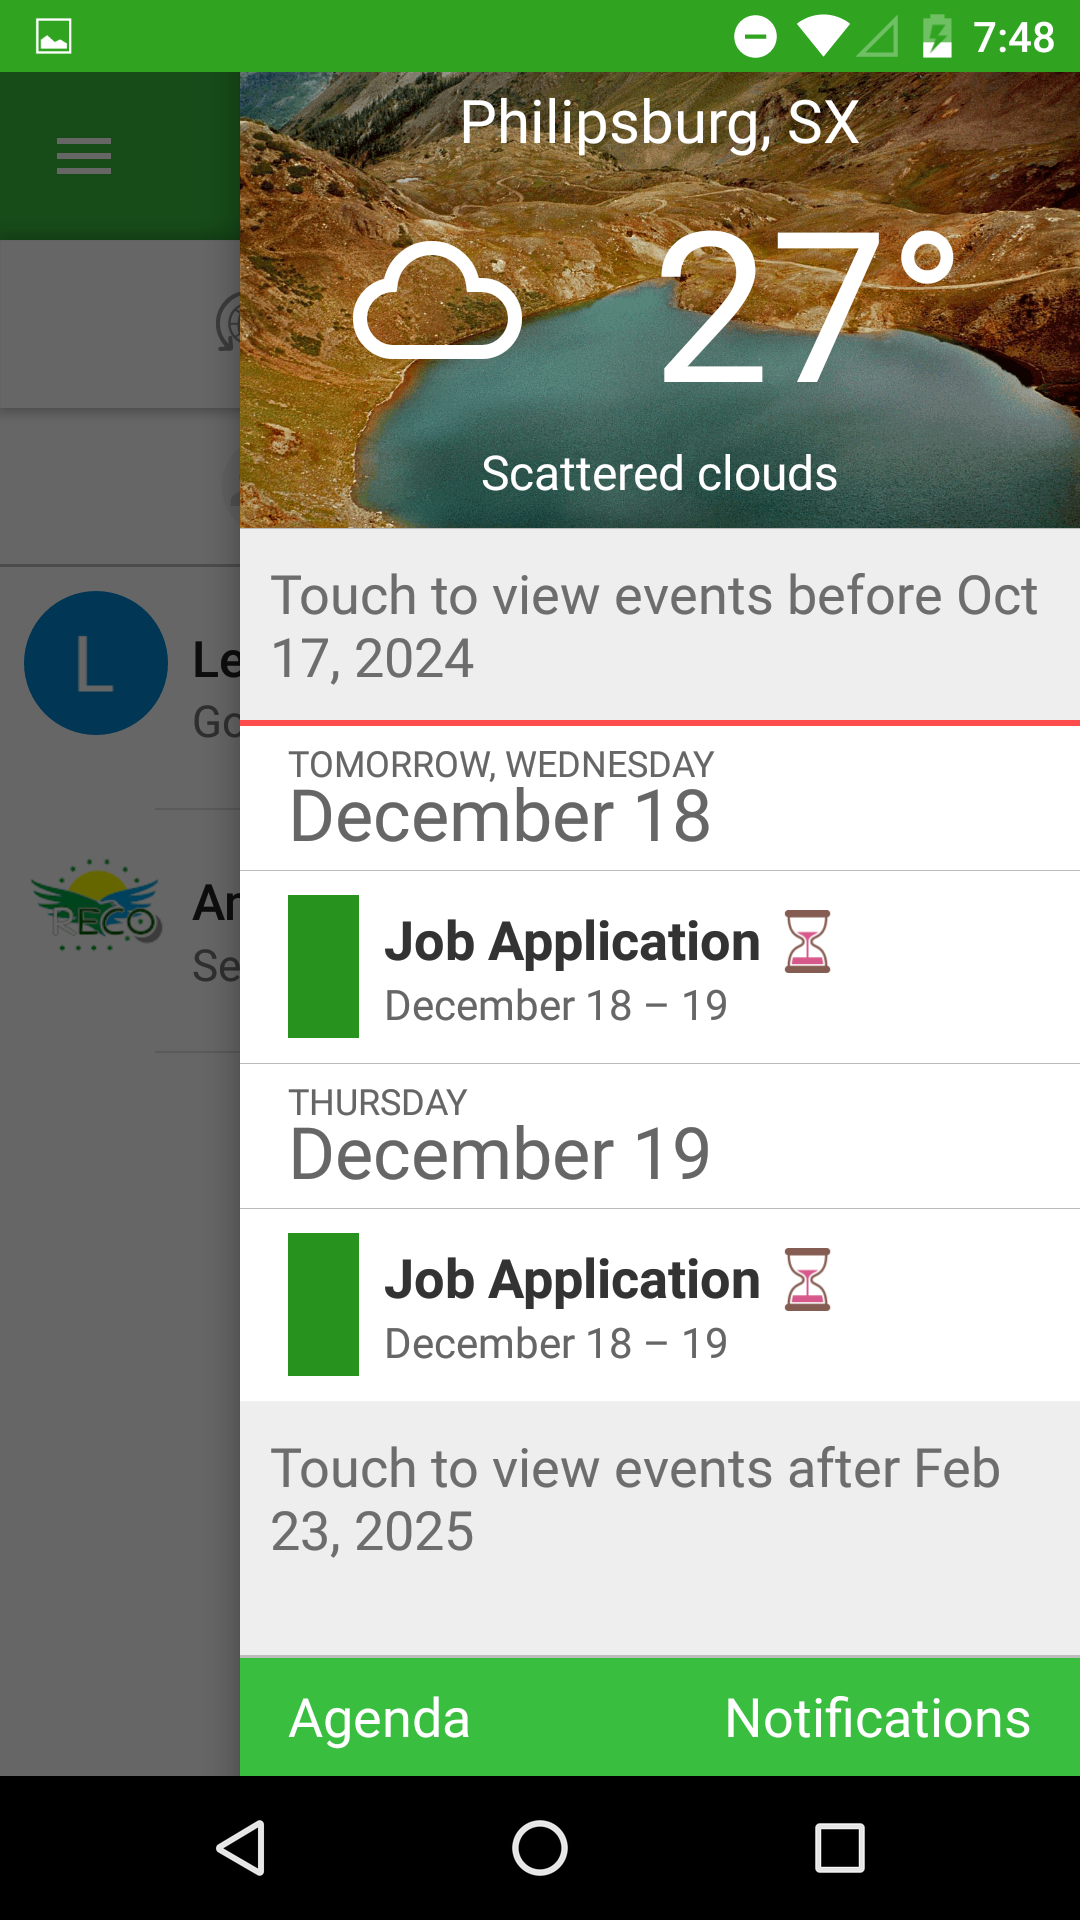 7:48
Philipsburg, SX
27°
Scattered clouds
Touch to view events before Oct
17, 2024
L
Le
Go
TOMORROW, WEDNESDAY
December 18
RECO
Ar
Se
Job Application ⏳
December 18 – 19
THURSDAY
December 19
Job Application ⏳
December 18 – 19
Touch to view events after Feb
23, 2025
Agenda
Notifications